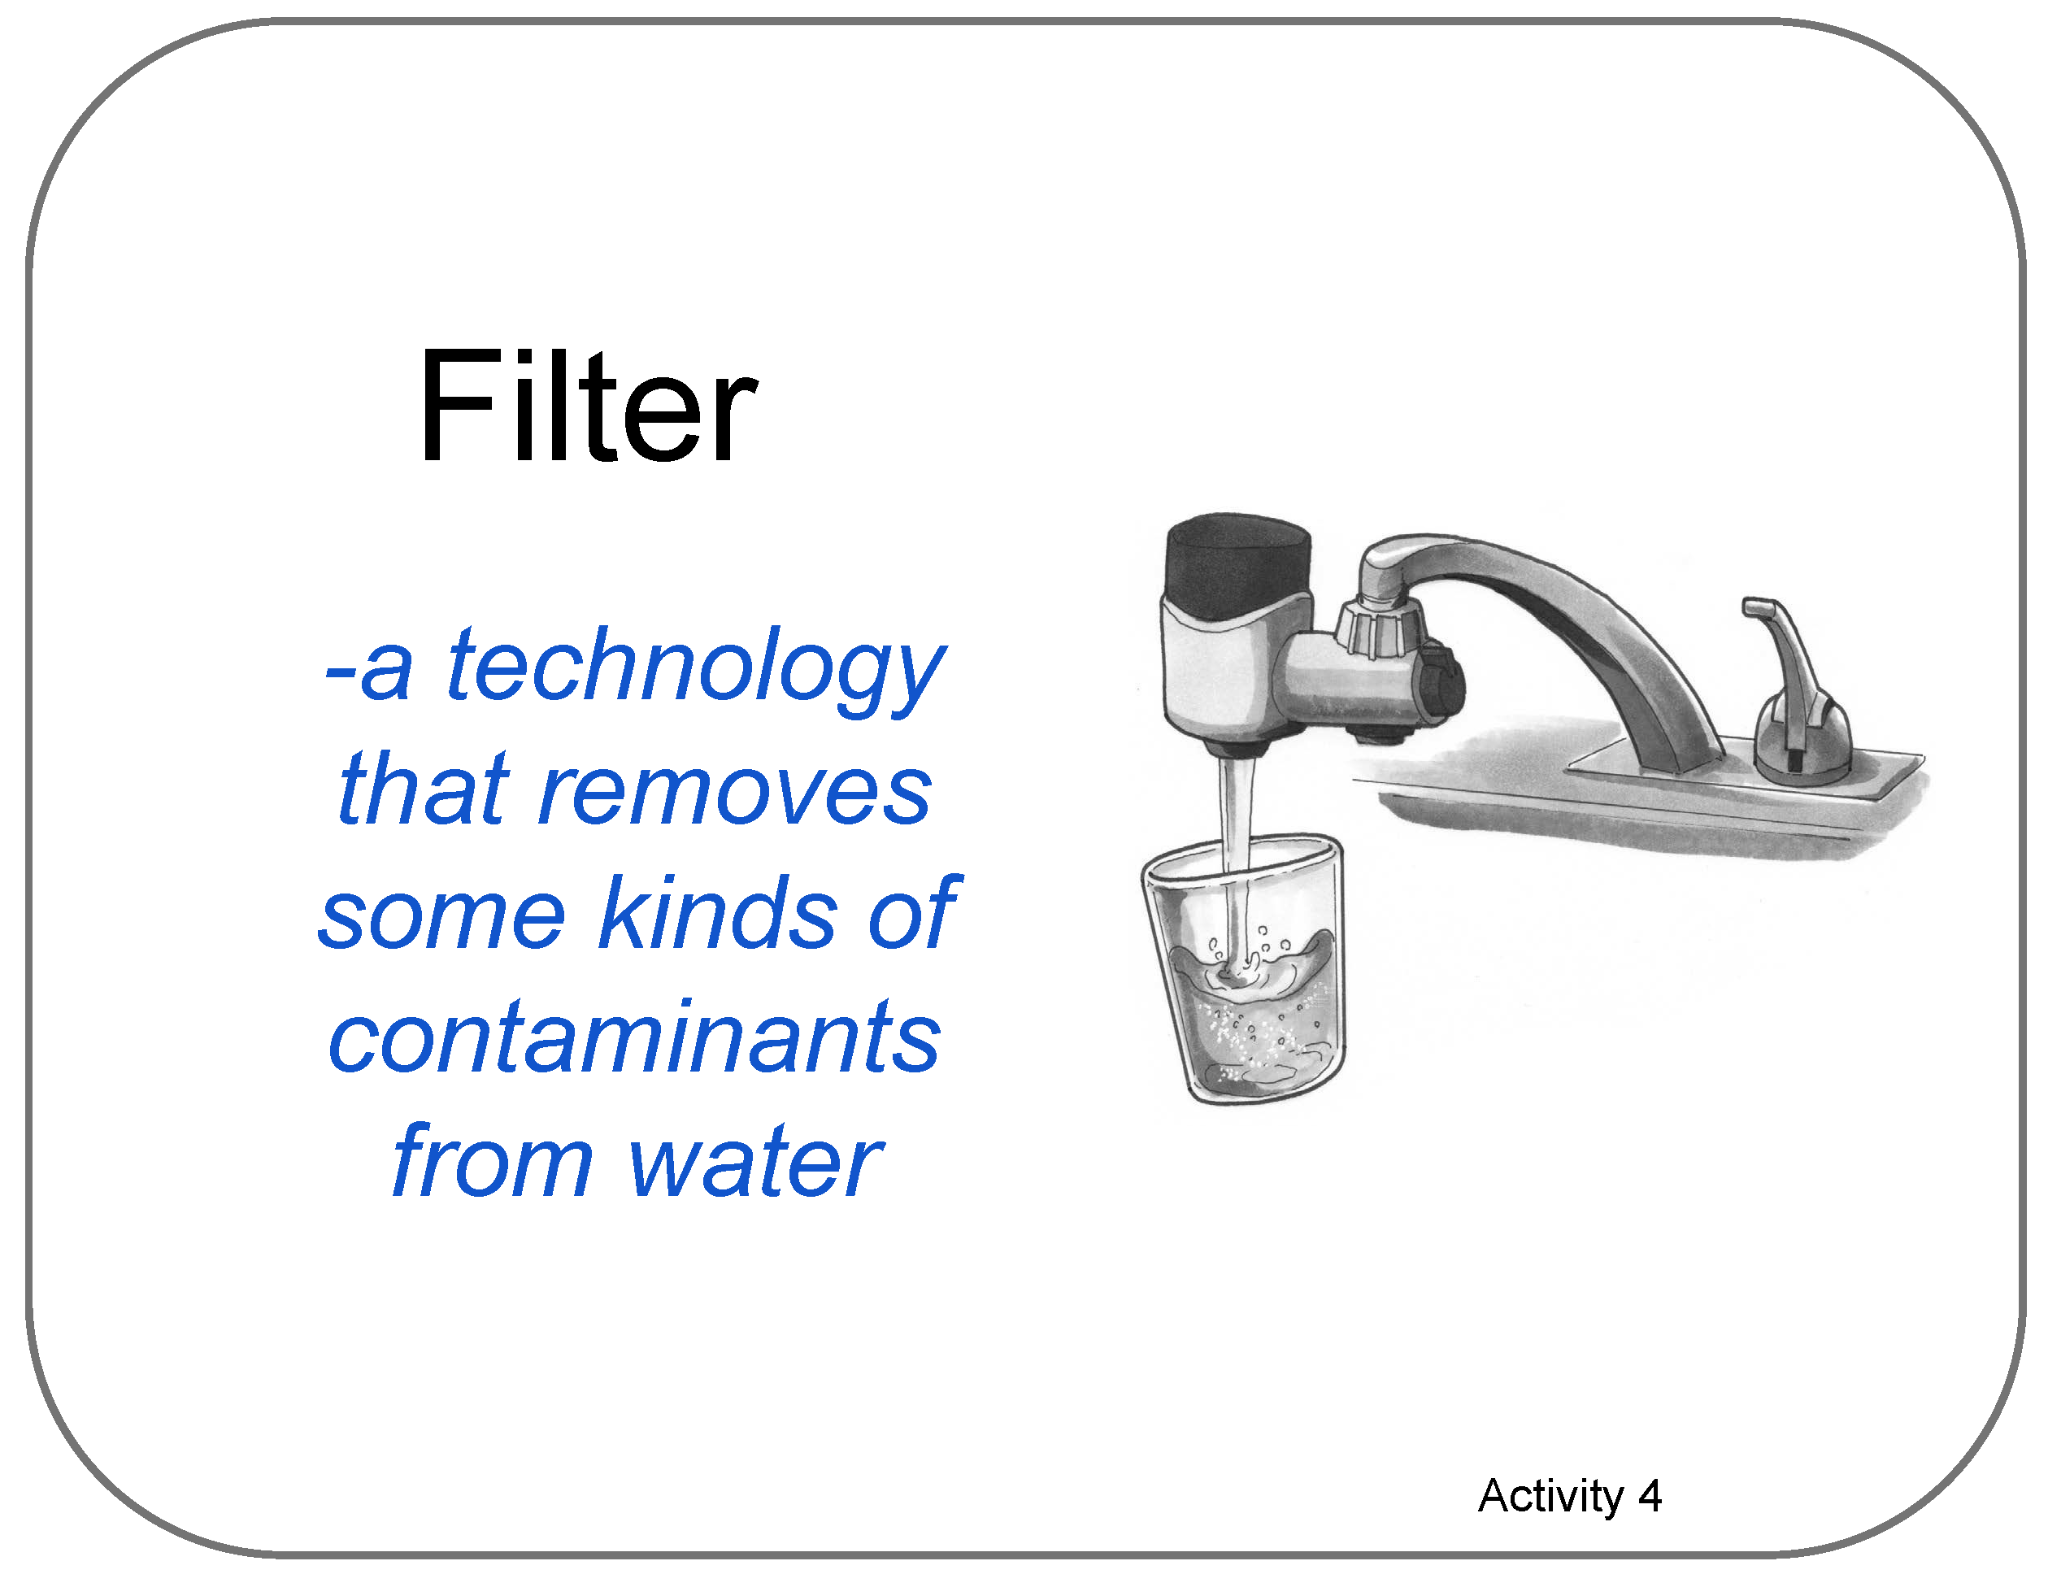 Filter
-a technology
that removes
some kinds of
contaminants
from water
Activity 4